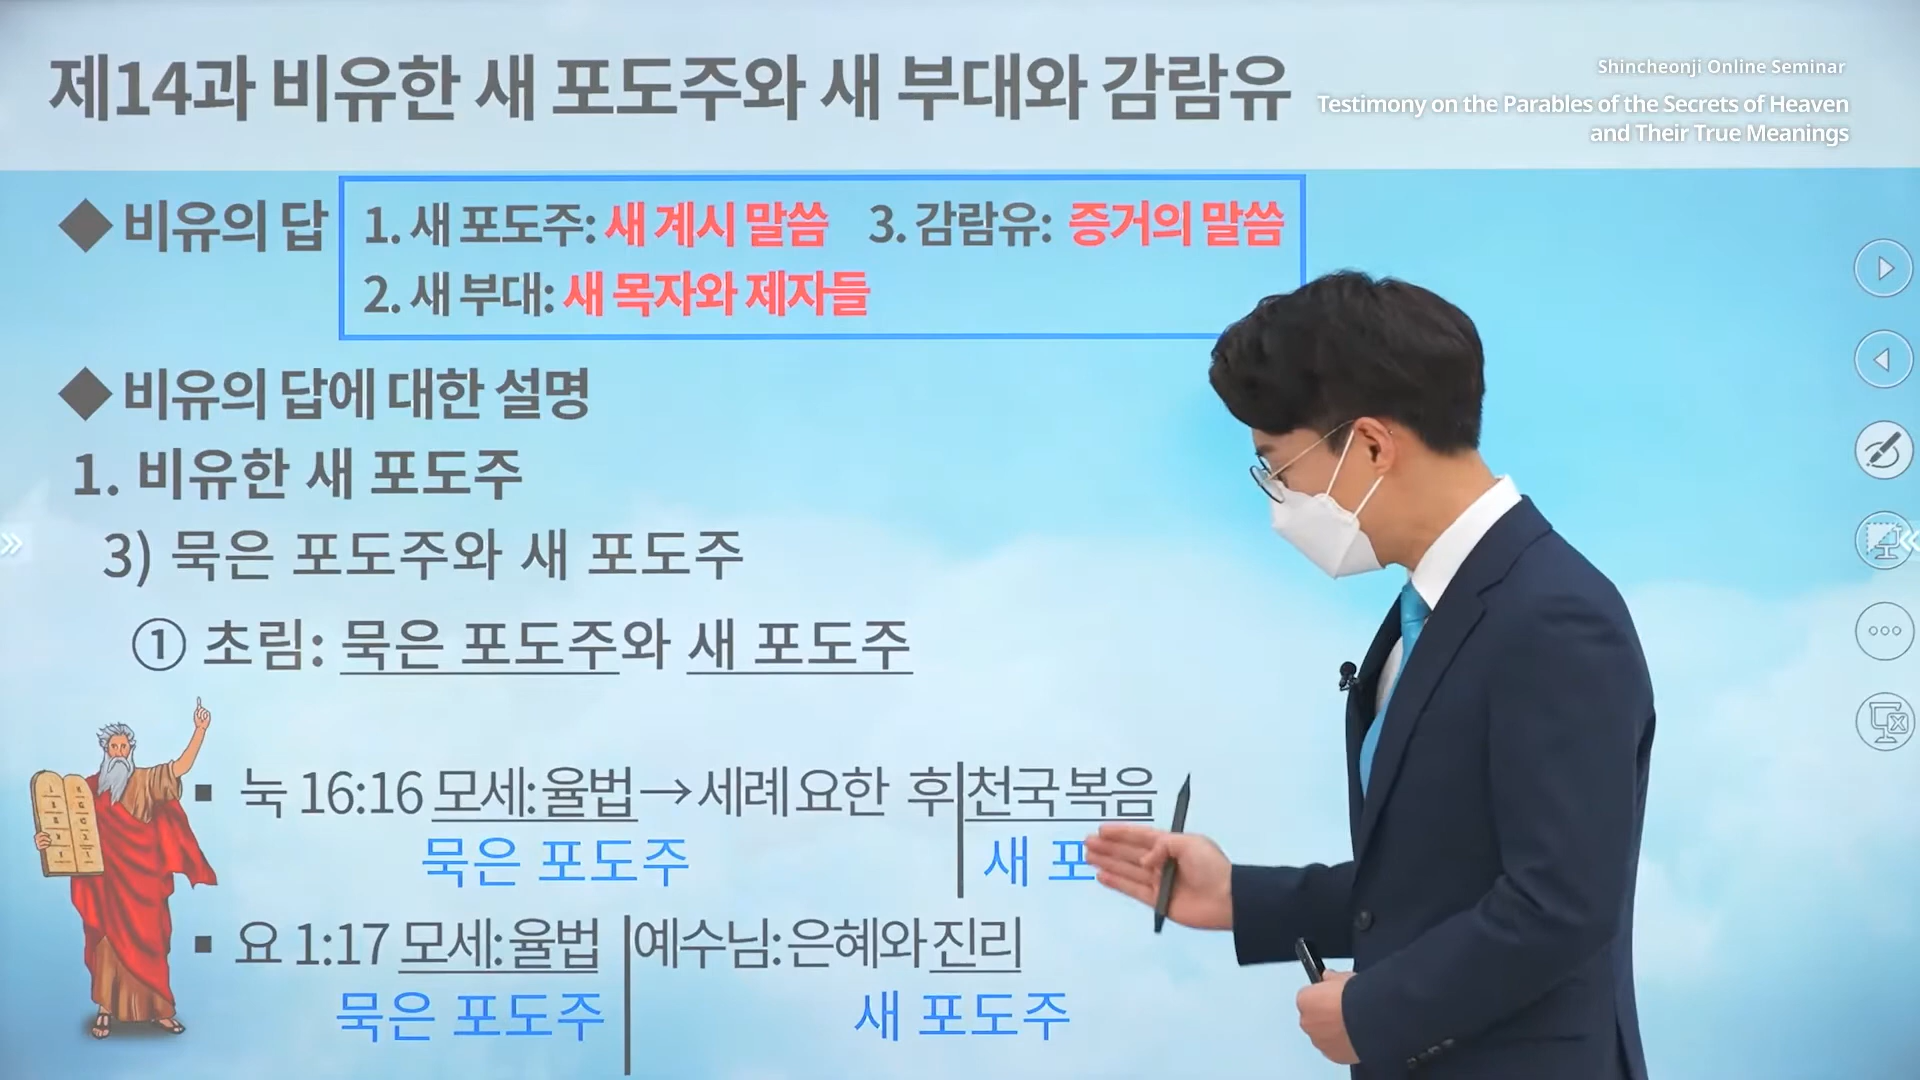 제14과 비유한 새 포도주와 새 부대와 감람유
Shincheonji Online Seminar
Testimony on the Parables of the Secrets of Heaven
and Their True Meanings
◆ 비유의 답
1. 새 포도주: 새 계시 말씀 3. 감람유: 증거의 말씀
2. 새 부대: 새 목자와 제자들
◆ 비유의 답에 대한 설명
1. 비유한 새 포도주
3) 묵은 포도주와 새 포도주
① 초림: 묵은 포도주와 새 포도주
▪ 눅 16:16 모세: 율법→세례 요한 후 천국 복음
묵은 포도주 새 포
▪ 요 1:17 모세: 율법 예수님: 은혜와 진리
묵은 포도주 새 포도주